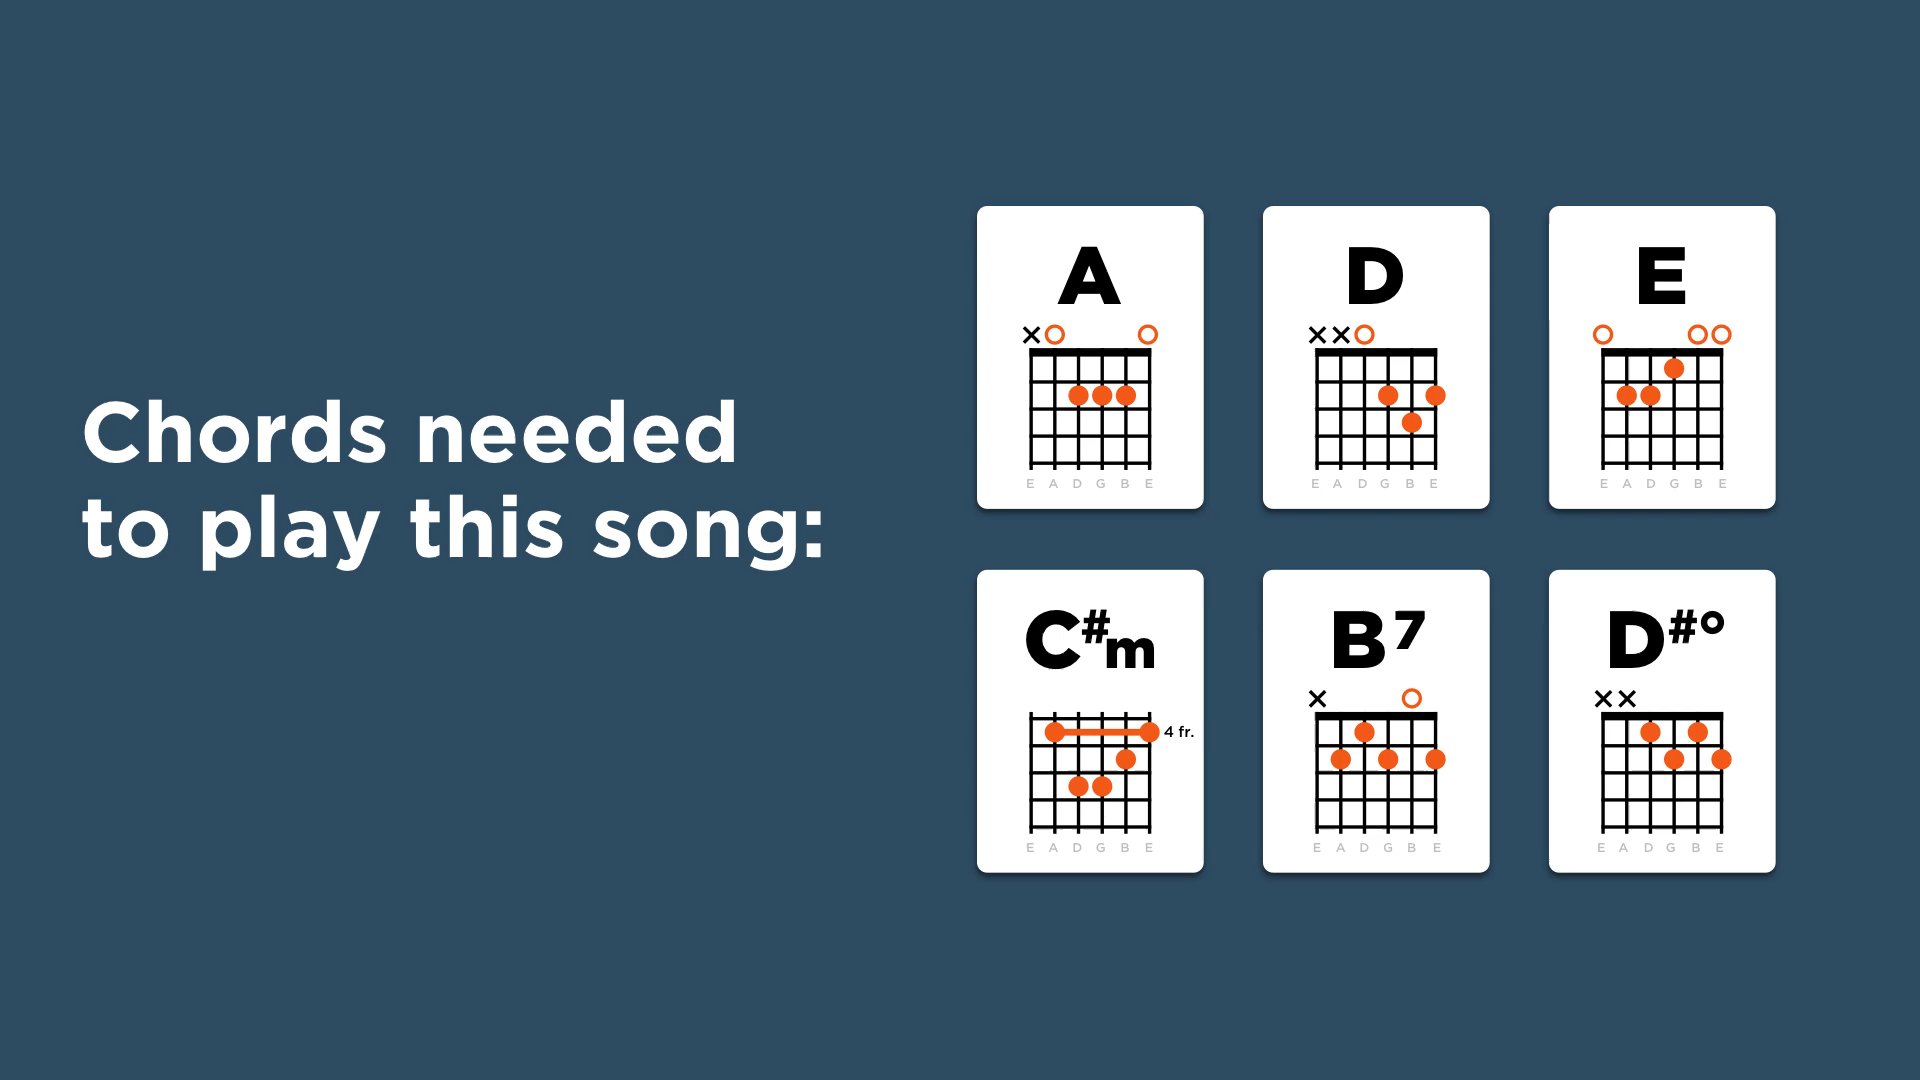 Chords needed
to play this song:
A
××
E A D G B E
D
××
E A D G B E
E
E A D G B E
C#m
4 fr.
E A D G B E
B7
×
E A D G B E
D#°
××
E A D G B E